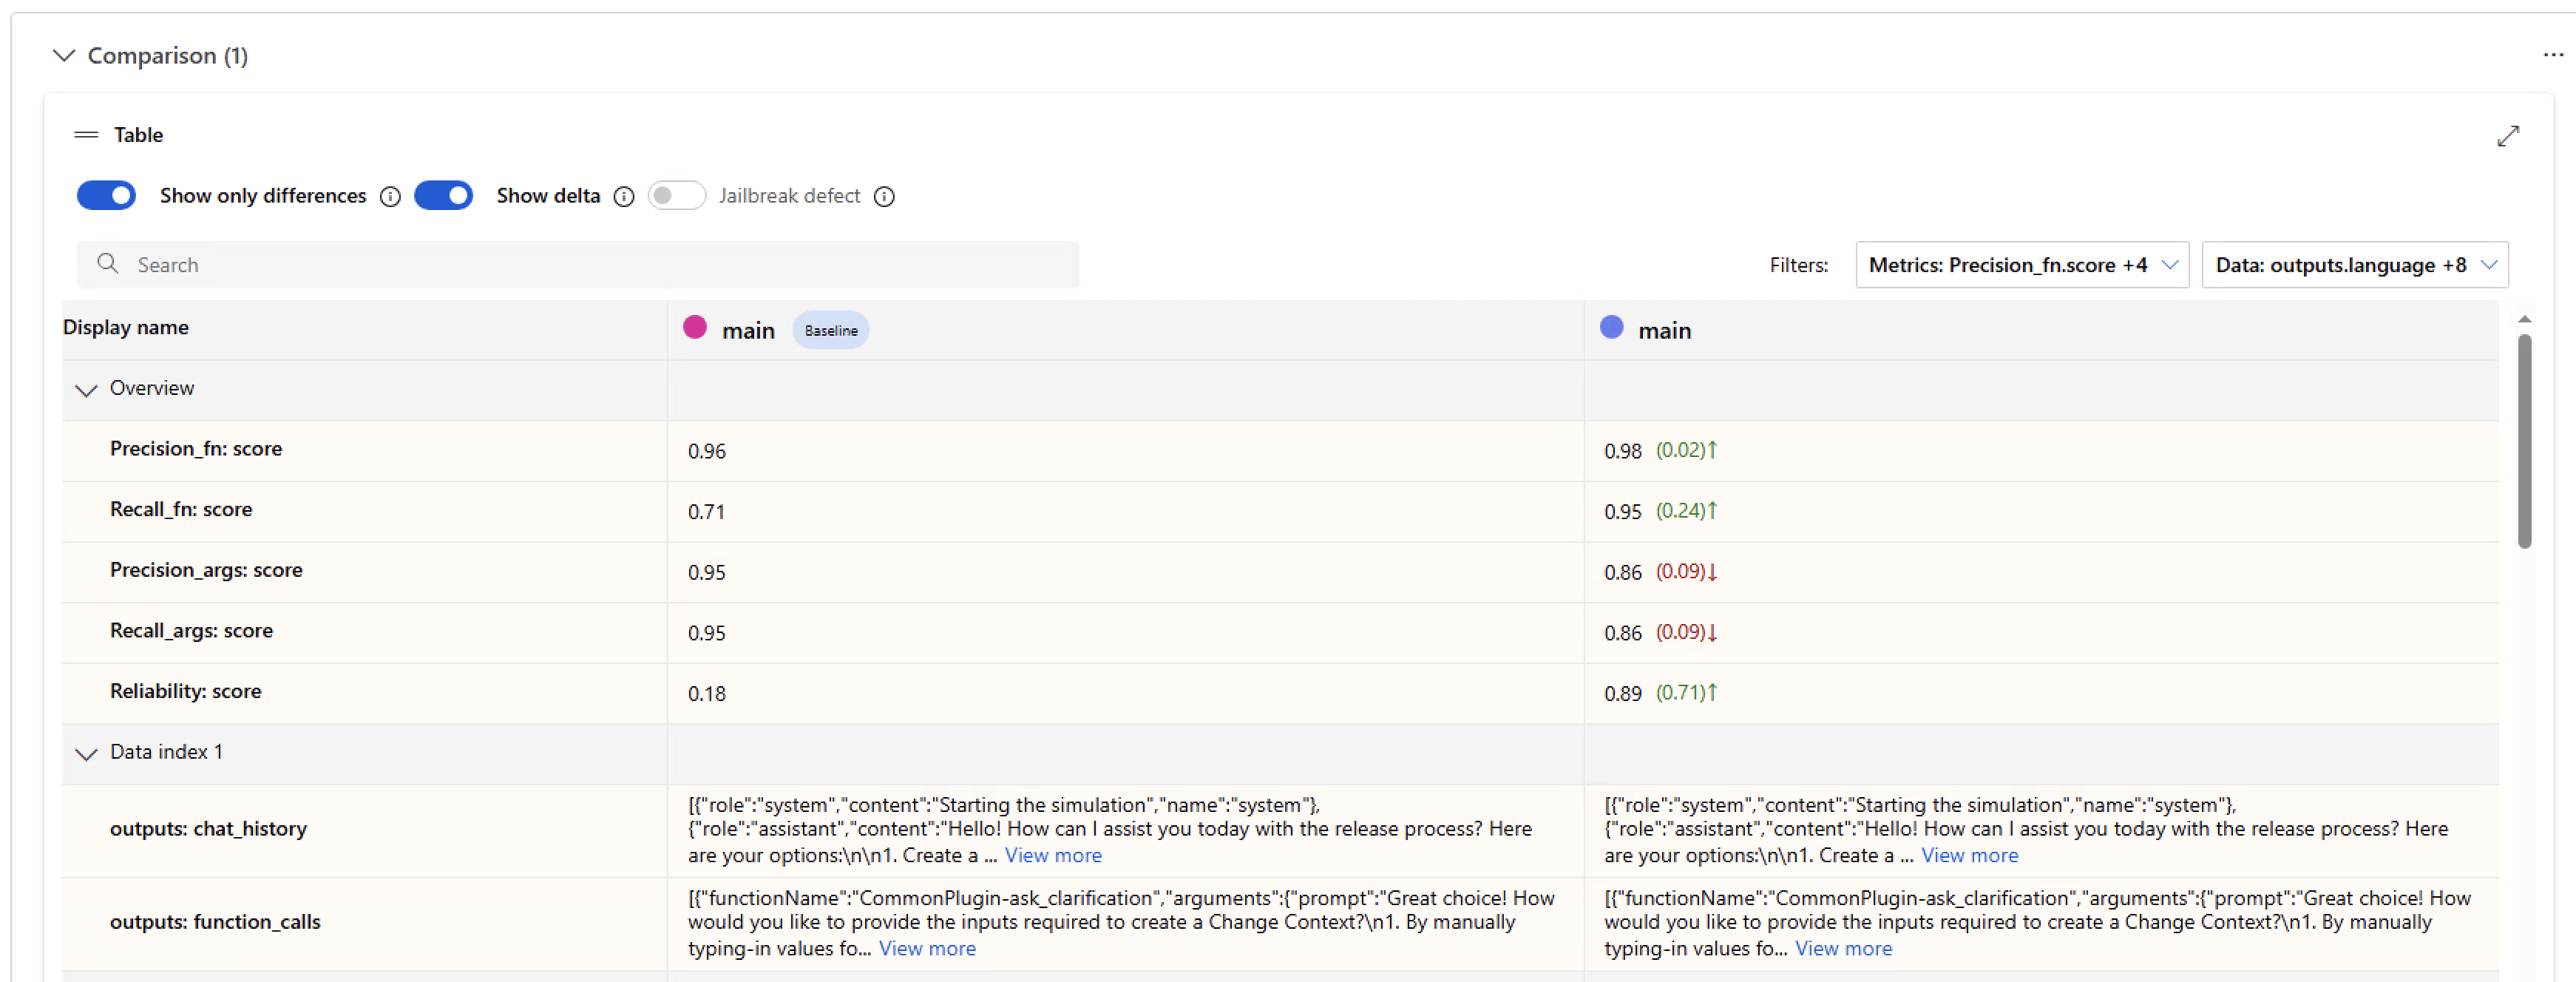 Comparison (1)
...
Table
Show only differences Show delta Jailbreak defect
Search
Filters: Metrics: Precision_fn.score +4 Data: outputs.language +8
Display name main Baseline main
Overview
Precision_fn: score 0.96 0.98 (0.02)↑
Recall_fn: score 0.71 0.95 (0.24)↑
Precision_args: score 0.95 0.86 (0.09)↓
Recall_args: score 0.95 0.86 (0.09)↓
Reliability: score 0.18 0.89 (0.71)↑
Data index 1
outputs: chat_history
[{"role":"system","content":"Starting the simulation","name":"system"},
{"role":"assistant","content":"Hello! How can I assist you today with the release process? Here
are your options:\n\n1. Create a ... View more
[{"role":"system","content":"Starting the simulation","name":"system"},
{"role":"assistant","content":"Hello! How can I assist you today with the release process? Here
are your options:\n\n1. Create a ... View more
outputs: function_calls
[{"functionName":"CommonPlugin-ask_clarification","arguments":{"prompt":"Great choice! How
would you like to provide the inputs required to create a Change Context?\n1. By manually
typing-in values fo... View more
[{"functionName":"CommonPlugin-ask_clarification","arguments":{"prompt":"Great choice! How
would you like to provide the inputs required to create a Change Context?\n1. By manually
typing-in values fo... View more